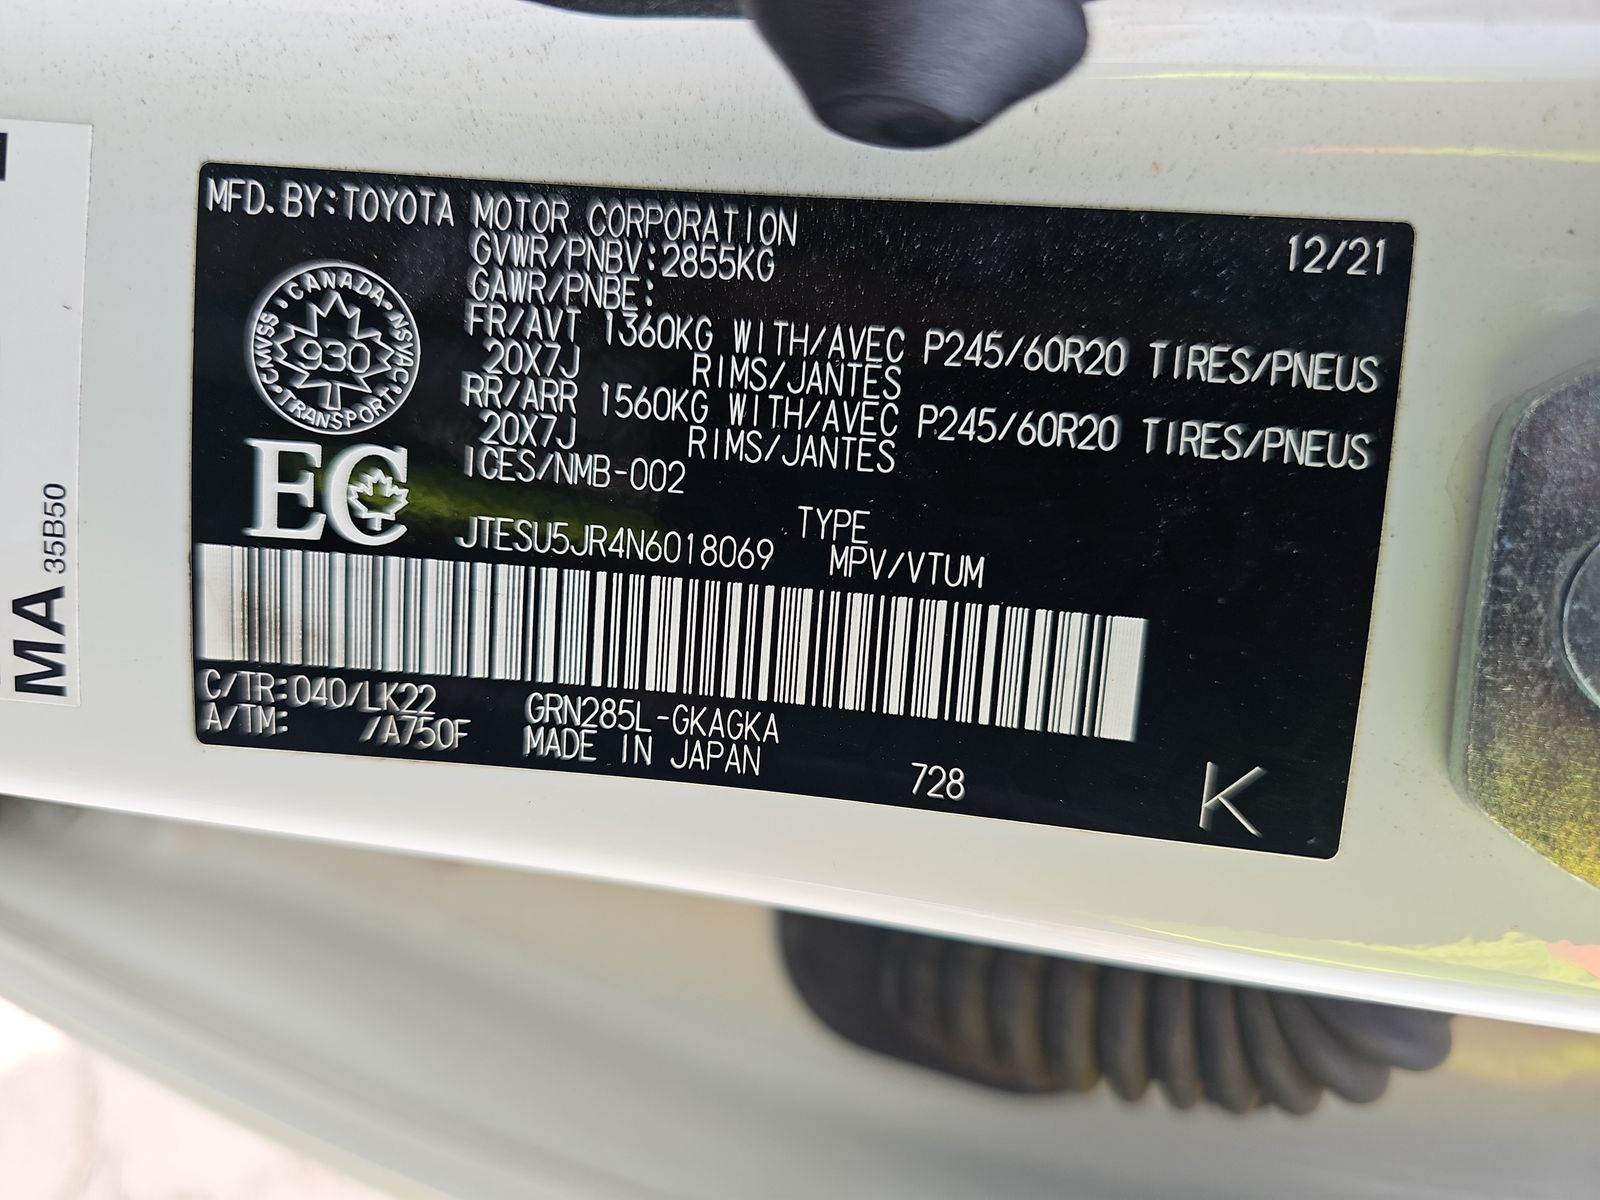 MFD. BY:TOYOTA MOTOR CORPORATION 12/21
GVWR/PNBV:2855KG
GAWR/PNBE:
FR/AVT 1360KG WITH/AVEC P245/60R20 TIRES/PNEUS
20X7J RIMS/JANTES
RR/ARR 1560KG WITH/AVEC P245/60R20 TIRES/PNEUS
20X7J RIMS/JANTES
ICES/NMB-002
CANADA · NSVAC · TRANSPORT · CMVSS
930
EC
JTESU5JR4N6018069 TYPE
MPV/VTUM
C/TR:040/LK22 GRN285L-GKAGKA
A/TM: /A750F MADE IN JAPAN
728 K
MA 35B50